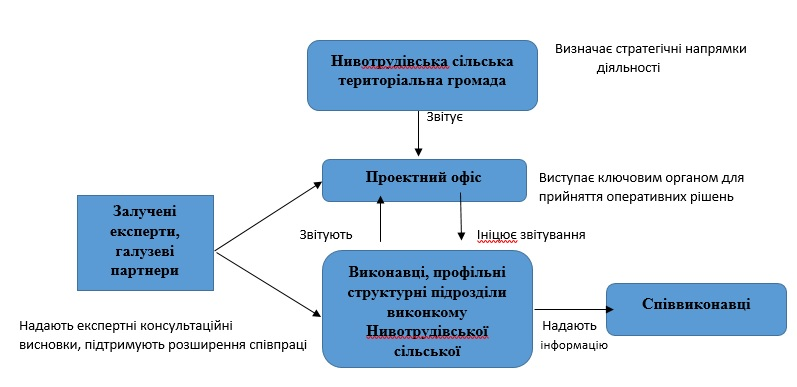 Нивотрудівська сільська
територіальна громада
Визначає стратегічні напрямки
діяльності
Звітує
Проектний офіс
Виступає ключовим органом для
прийняття оперативних рішень
Залучені
експерти,
галузеві
партнери
Звітують
Ініцює звітування
Виконавці, профільні
структурні підрозділи
виконкому
Нивотрудівської
сільської
Співвиконавці
Надають експертні консультаційні
висновки, підтримують розширення співпраці
Надають
інформацію